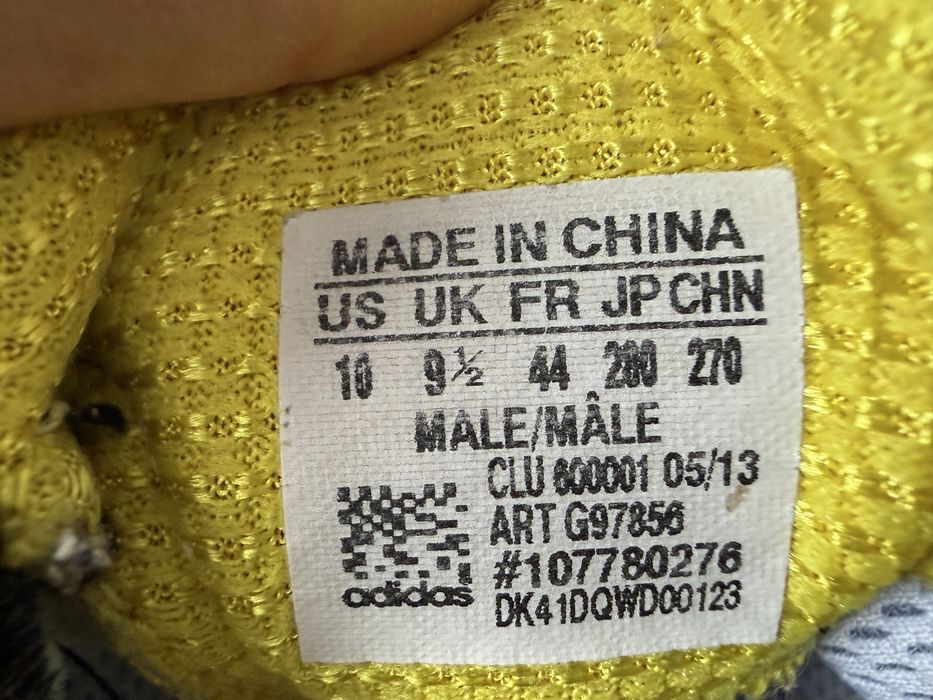 MADE IN CHINA
US UK FR JP CHN
10 9½ 44 280 270
MALE/MÂLE
CLU 600001 05/13
ART G97856
#107780276
adidas
DK41DQWD00123